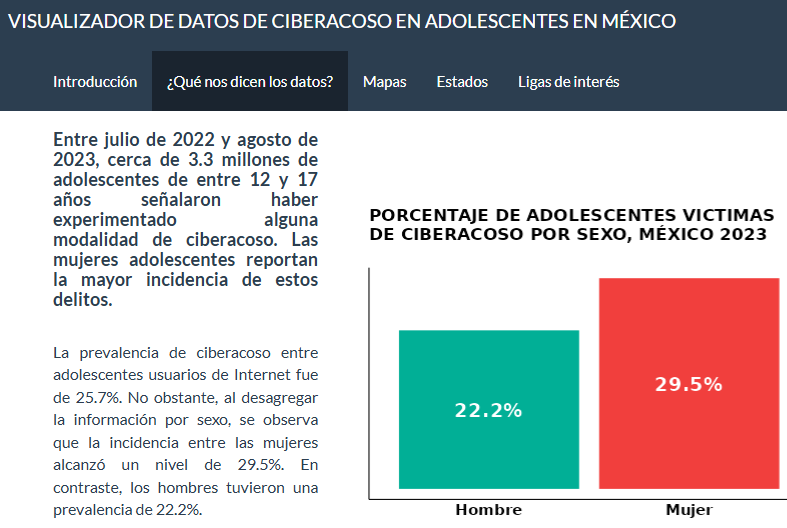 VISUALIZADOR DE DATOS DE CIBERACOSO EN ADOLESCENTES EN MÉXICO
Introducción ¿Qué nos dicen los datos? Mapas Estados Ligas de interés
Entre julio de 2022 y agosto de
2023, cerca de 3.3 millones de
adolescentes de entre 12 y 17
años señalaron haber
experimentado alguna
modalidad de ciberacoso. Las
mujeres adolescentes reportan
la mayor incidencia de estos
delitos.
La prevalencia de ciberacoso entre
adolescentes usuarios de Internet fue
de 25.7%. No obstante, al desagregar
la información por sexo, se observa
que la incidencia entre las mujeres
alcanzó un nivel de 29.5%. En
contraste, los hombres tuvieron una
prevalencia de 22.2%.
PORCENTAJE DE ADOLESCENTES VICTIMAS
DE CIBERACOSO POR SEXO, MÉXICO 2023
22.2%
29.5%
Hombre
Mujer